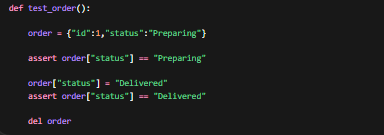 def test_order():
order = {"id":1,"status":"Preparing"}
assert order["status"] == "Preparing"
order["status"] = "Delivered"
assert order["status"] == "Delivered"
del order